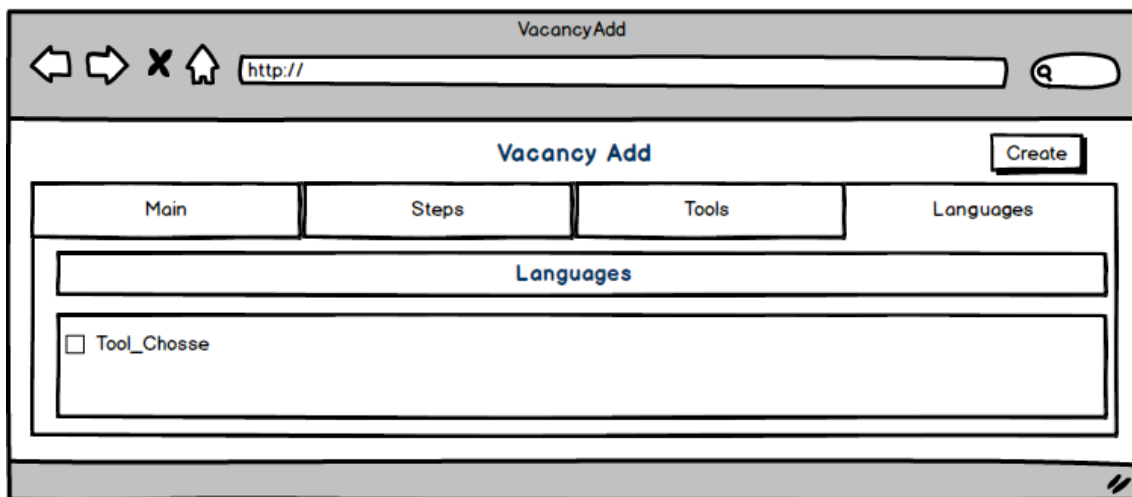 VacancyAdd
http://
Vacancy Add
Create
Main Steps Tools Languages
Languages
Tool_Chosse